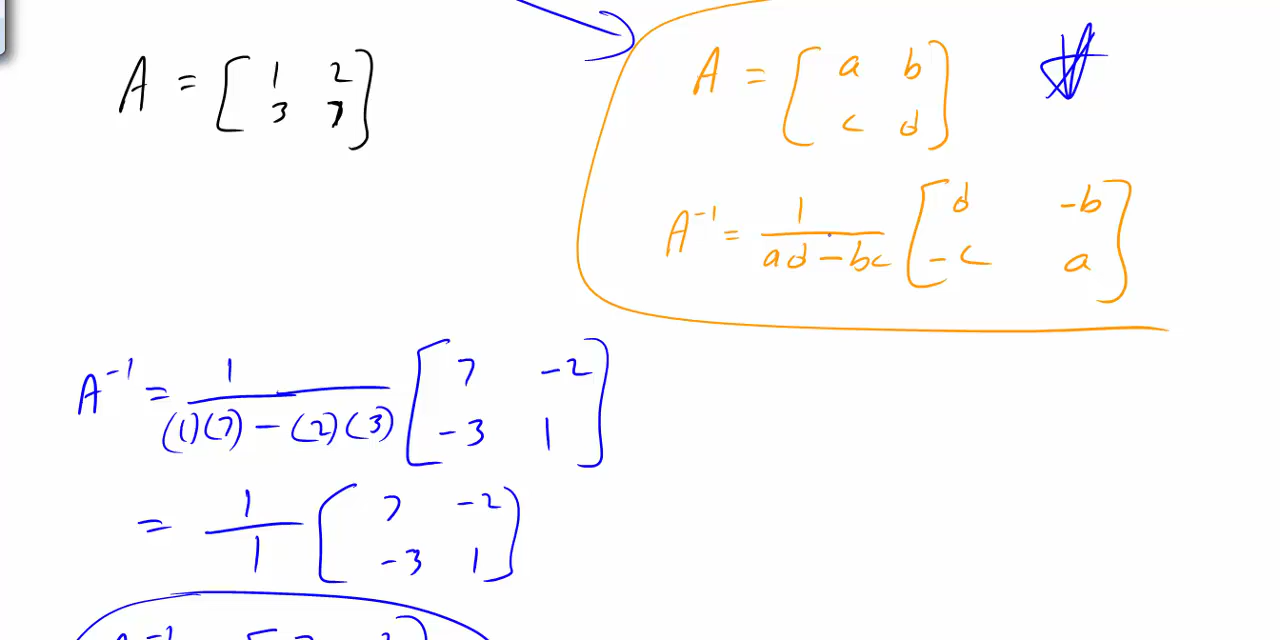 A = [ 1 2
3 7 ]
A = [ a b
c d ]
A⁻¹ = 1 / (ad - bc) [ d -b
-c a ]
A⁻¹ = 1 / ((1)(7) - (2)(3)) [ 7 -2
-3 1 ]
= 1 / 1 [ 7 -2
-3 1 ]